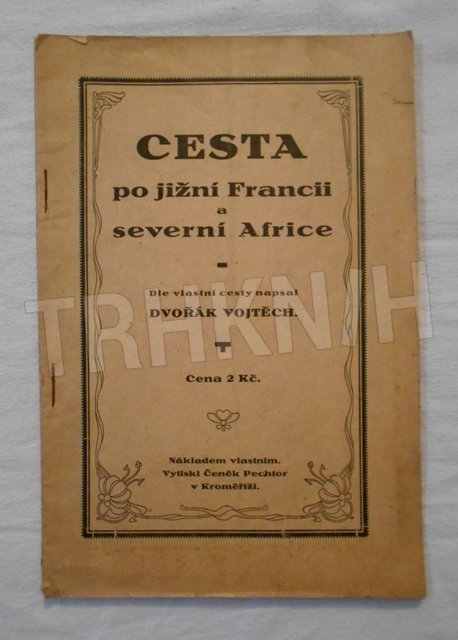 CESTA
po jižní Francii
a
severní Africe
Dle vlastní cesty napsal
DVOŘÁK VOJTĚCH.
TRHKNIH
Cena 2 Kč.
Nákladem vlastním.
Vytiskl Čeněk Pechtor
v Kroměříži.